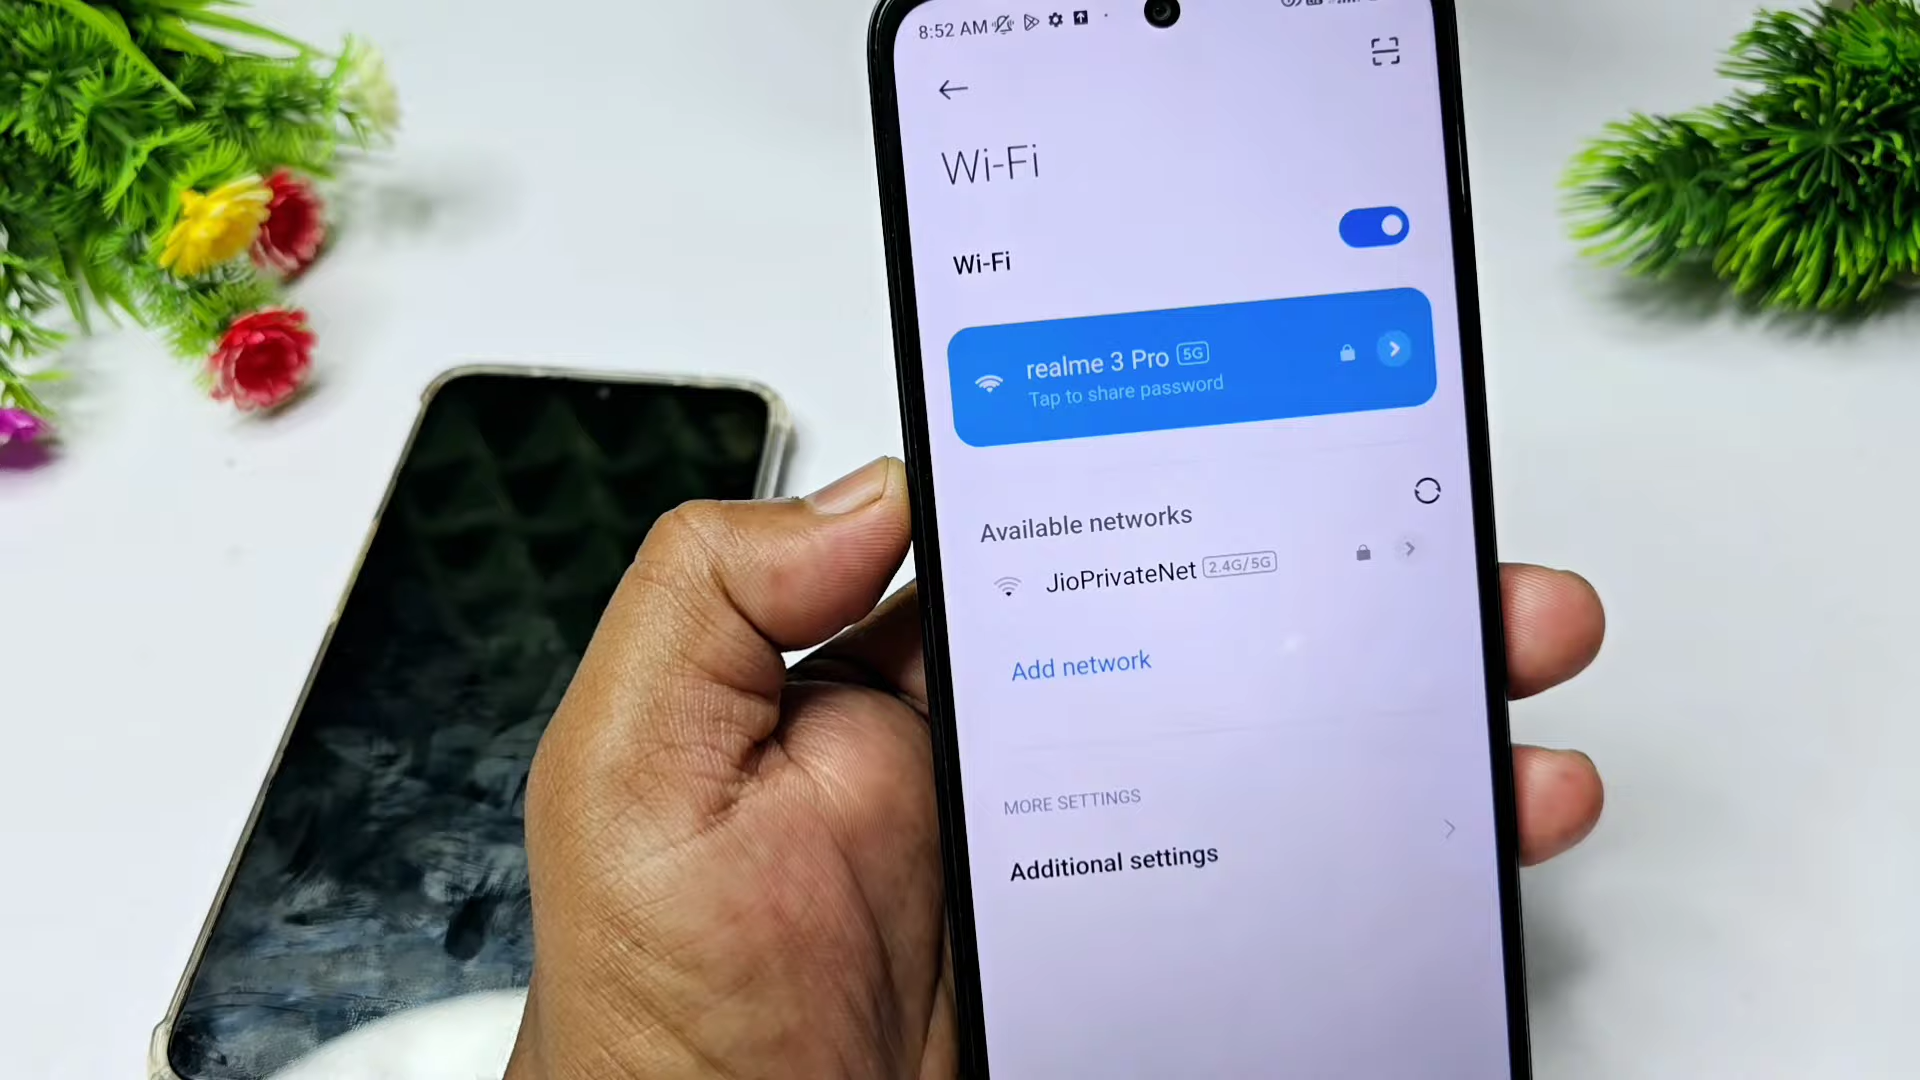 8:52 AM
Wi-Fi
Wi-Fi
realme 3 Pro 5G
Tap to share password
Available networks
JioPrivateNet 2.4G/5G
Add network
MORE SETTINGS
Additional settings